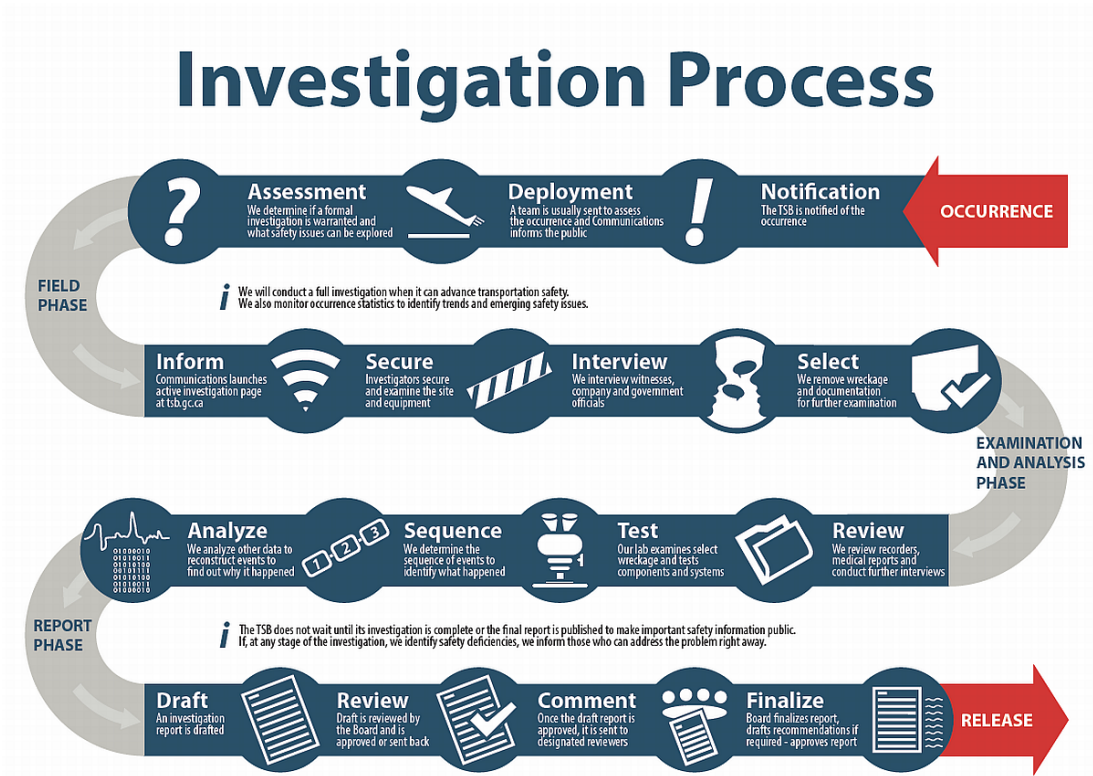 Investigation Process
Assessment
We determine if a formal
investigation is warranted and
what safety issues can be explored
Deployment
A team is usually sent to assess
the occurrence and Communications
informs the public
!
Notification
The TSB is notified of the
occurrence
OCCURRENCE
?
FIELD
PHASE
i
We will conduct a full investigation when it can advance transportation safety.
We also monitor occurrence statistics to identify trends and emerging safety issues.
Inform
Communications launches
active investigation page
at tsb.gc.ca
Secure
Investigators secure
and examine the site
and equipment
Interview
We interview witnesses,
company and government
officials
Select
We remove wreckage
and documentation
for further examination
EXAMINATION
AND ANALYSIS
PHASE
Analyze
We analyze other data to
reconstruct events to
find out why it happened
1 2 3
Sequence
We determine the
sequence of events to
identify what happened
Test
Our lab examines select
wreckage and tests
components and systems
Review
We review recorders,
medical reports and
conduct further interviews
REPORT
PHASE
i
The TSB does not wait until its investigation is complete or the final report is published to make important safety information public.
If, at any stage of the investigation, we identify safety deficiencies, we inform those who can address the problem right away.
Draft
An investigation
report is drafted
Review
Draft is reviewed by
the Board and is
approved or sent back
Comment
Once the draft report is
approved, it is sent to
designated reviewers
Finalize
Board finalizes report,
drafts recommendations if
required - approves report
RELEASE